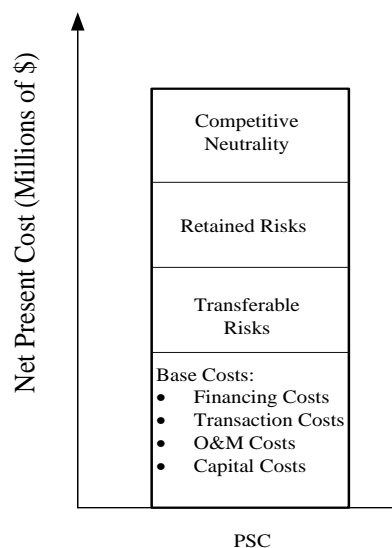 Net Present Cost (Millions of $)
Competitive
Neutrality
Retained Risks
Transferable
Risks
Base Costs:
• Financing Costs
• Transaction Costs
• O&M Costs
• Capital Costs
PSC